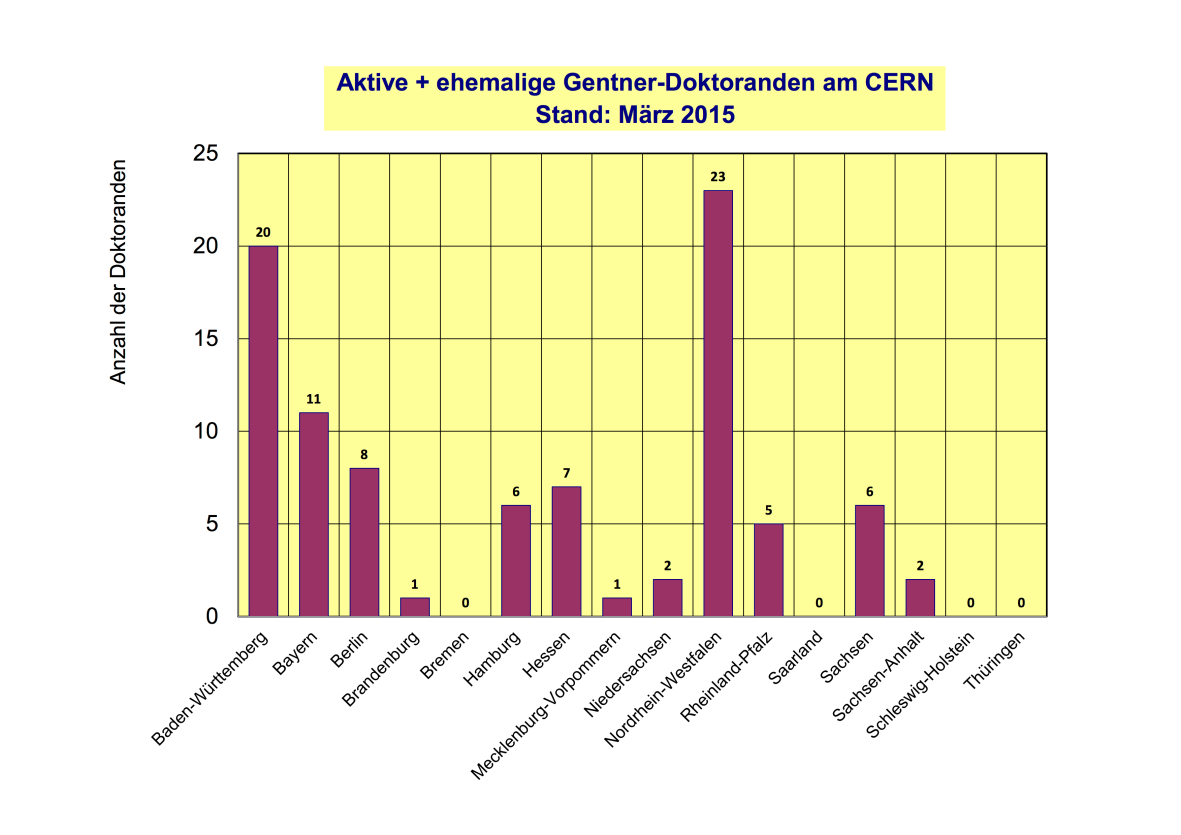 Aktive + ehemalige Gentner-Doktoranden am CERN
Stand: März 2015
Anzahl der Doktoranden
25
20
15
10
5
0
20
11
8
1
0
6
7
1
2
23
5
0
6
2
0
0
Baden-Württemberg
Bayern
Berlin
Brandenburg
Bremen
Hamburg
Hessen
Mecklenburg-Vorpommern
Niedersachsen
Nordrhein-Westfalen
Rheinland-Pfalz
Saarland
Sachsen
Sachsen-Anhalt
Schleswig-Holstein
Thüringen